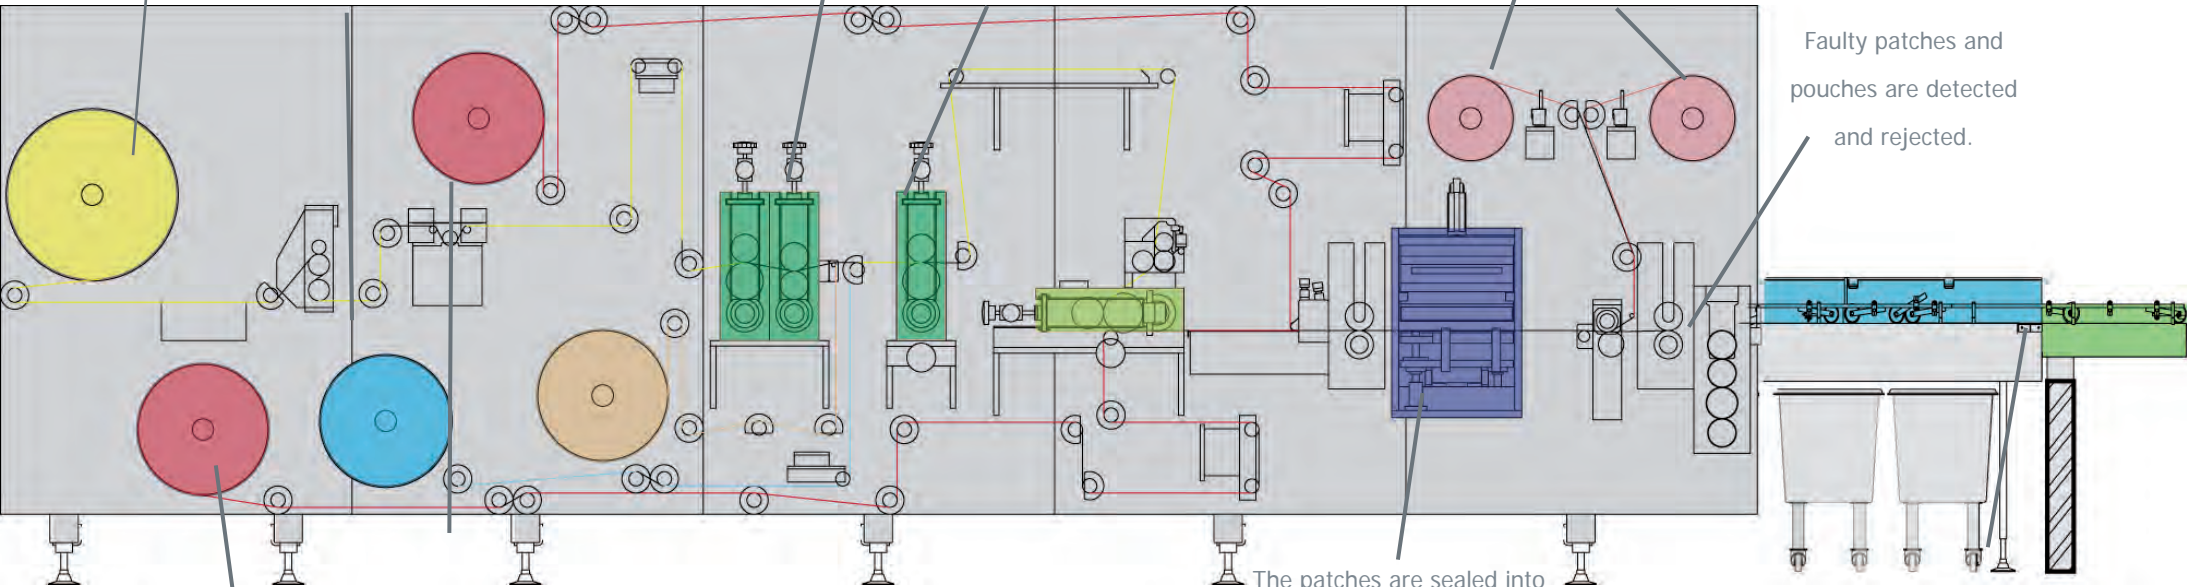 Faulty patches and
pouches are detected
and rejected.
The patches are sealed into